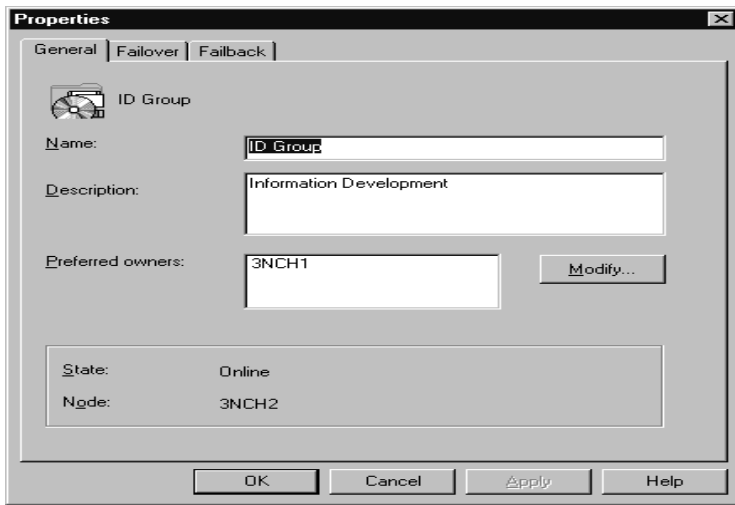 Properties
General Failover Failback
ID Group
Name: ID Group
Description: Information Development
Preferred owners: 3NCH1 Modify...
State: Online
Node: 3NCH2
OK Cancel Apply Help